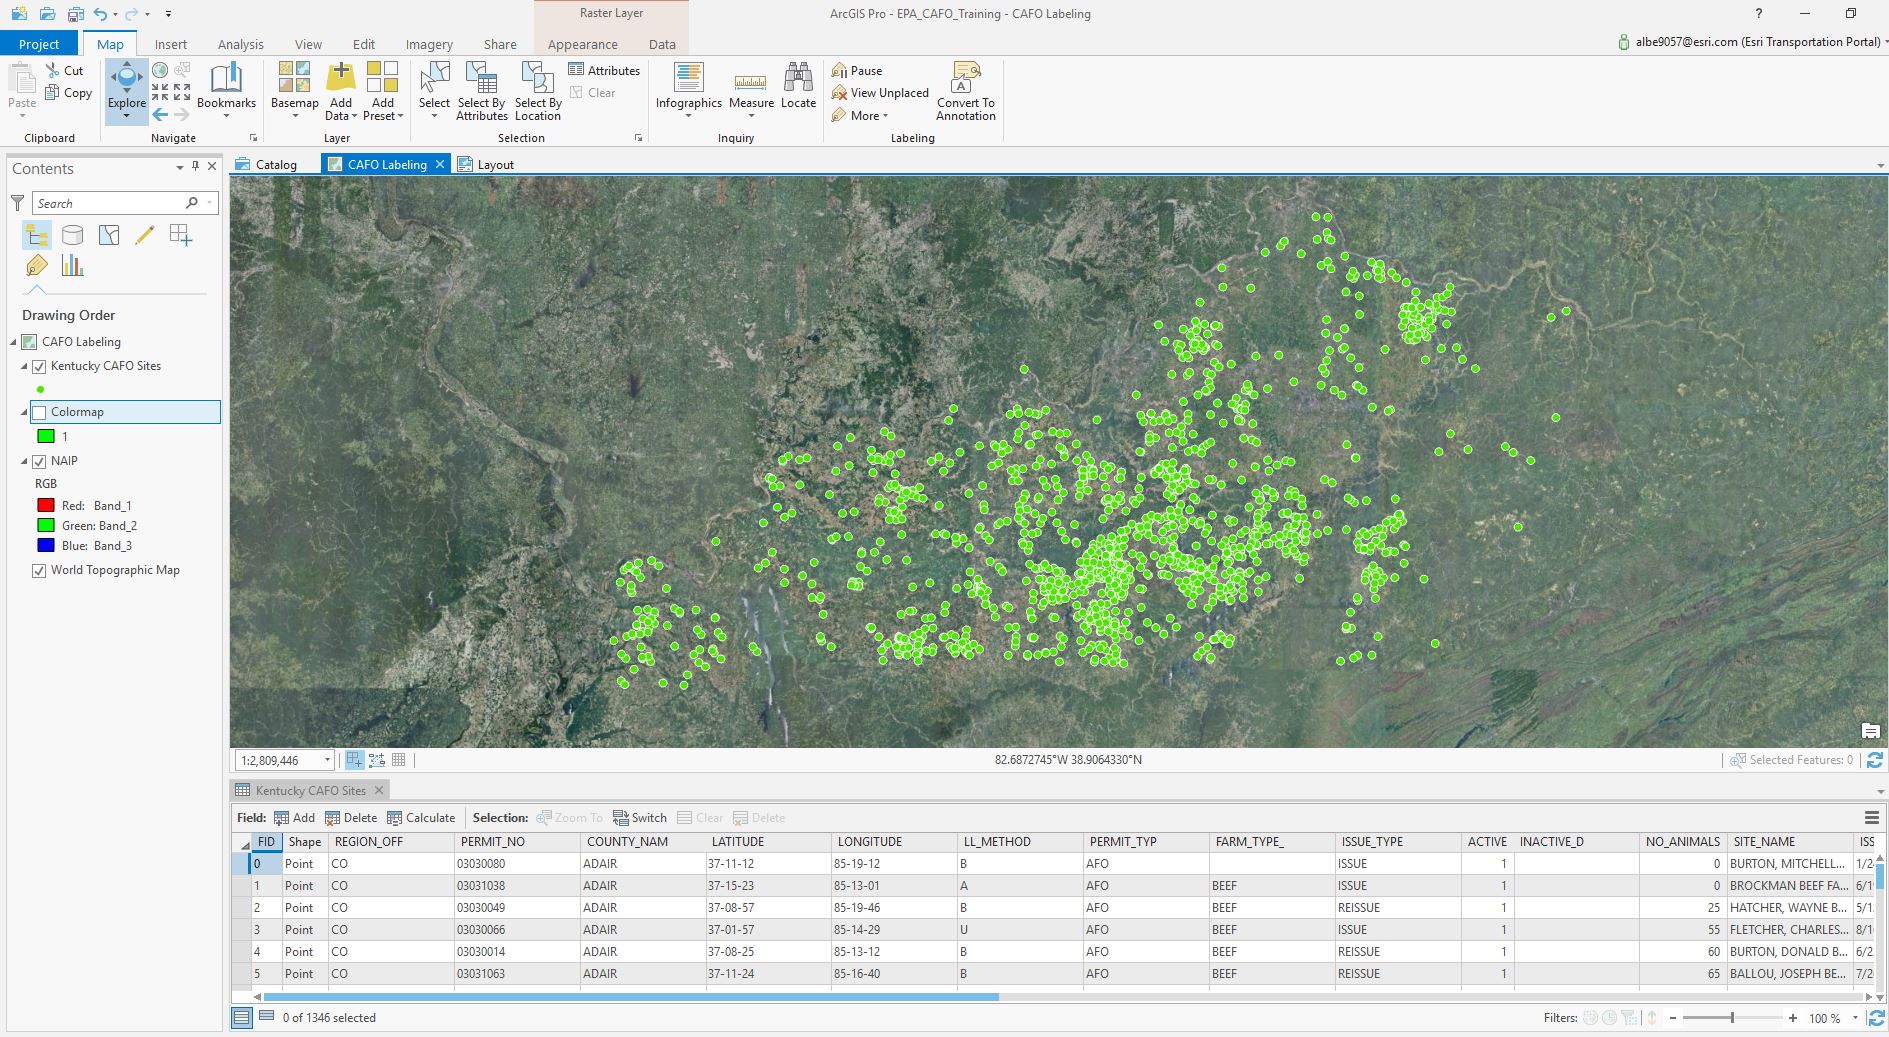 Raster Layer
ArcGIS Pro - EPA_CAFO_Training - CAFO Labeling
?
Project Map Insert Analysis View Edit Imagery Share Appearance Data
albe9057@esri.com (Esri Transportation Portal)
Paste
Cut
Copy
Clipboard
Explore
Bookmarks
Navigate
Basemap
Add Data
Add Preset
Layer
Select
Select By Attributes
Select By Location
Attributes
Clear
Selection
Infographics
Measure
Locate
Inquiry
Pause
View Unplaced
More
Convert To Annotation
Labeling
Contents
Search
Drawing Order
CAFO Labeling
Kentucky CAFO Sites
Colormap
1
NAIP
RGB
Red: Band_1
Green: Band_2
Blue: Band_3
World Topographic Map
Catalog CAFO Labeling Layout
1:2,809,446
82.6872745°W 38.9064330°N
Selected Features: 0
Kentucky CAFO Sites
Field: Add Delete Calculate Selection: Zoom To Switch Clear Delete
FID Shape REGION_OFF PERMIT_NO COUNTY_NAM LATITUDE LONGITUDE LL_METHOD PERMIT_TYP FARM_TYPE_ ISSUE_TYPE ACTIVE INACTIVE_D NO_ANIMALS SITE_NAME ISS
0 Point CO 03030080 ADAIR 37-11-12 85-19-12 B AFO ISSUE 1 0 BURTON, MITCHELL... 1/2
1 Point CO 03031038 ADAIR 37-15-23 85-13-01 A AFO BEEF ISSUE 1 0 BROCKMAN BEEF FA... 6/1
2 Point CO 03030049 ADAIR 37-08-57 85-19-46 B AFO BEEF REISSUE 1 25 HATCHER, WAYNE B... 5/1
3 Point CO 03030066 ADAIR 37-01-57 85-14-29 U AFO BEEF ISSUE 1 55 FLETCHER, CHARLES... 8/1
4 Point CO 03030014 ADAIR 37-08-25 85-13-12 B AFO BEEF REISSUE 1 60 BURTON, DONALD B... 6/2
5 Point CO 03031063 ADAIR 37-11-24 85-16-40 B AFO BEEF REISSUE 1 65 BALLOU, JOSEPH BE... 7/2
0 of 1346 selected
Filters:
100 %